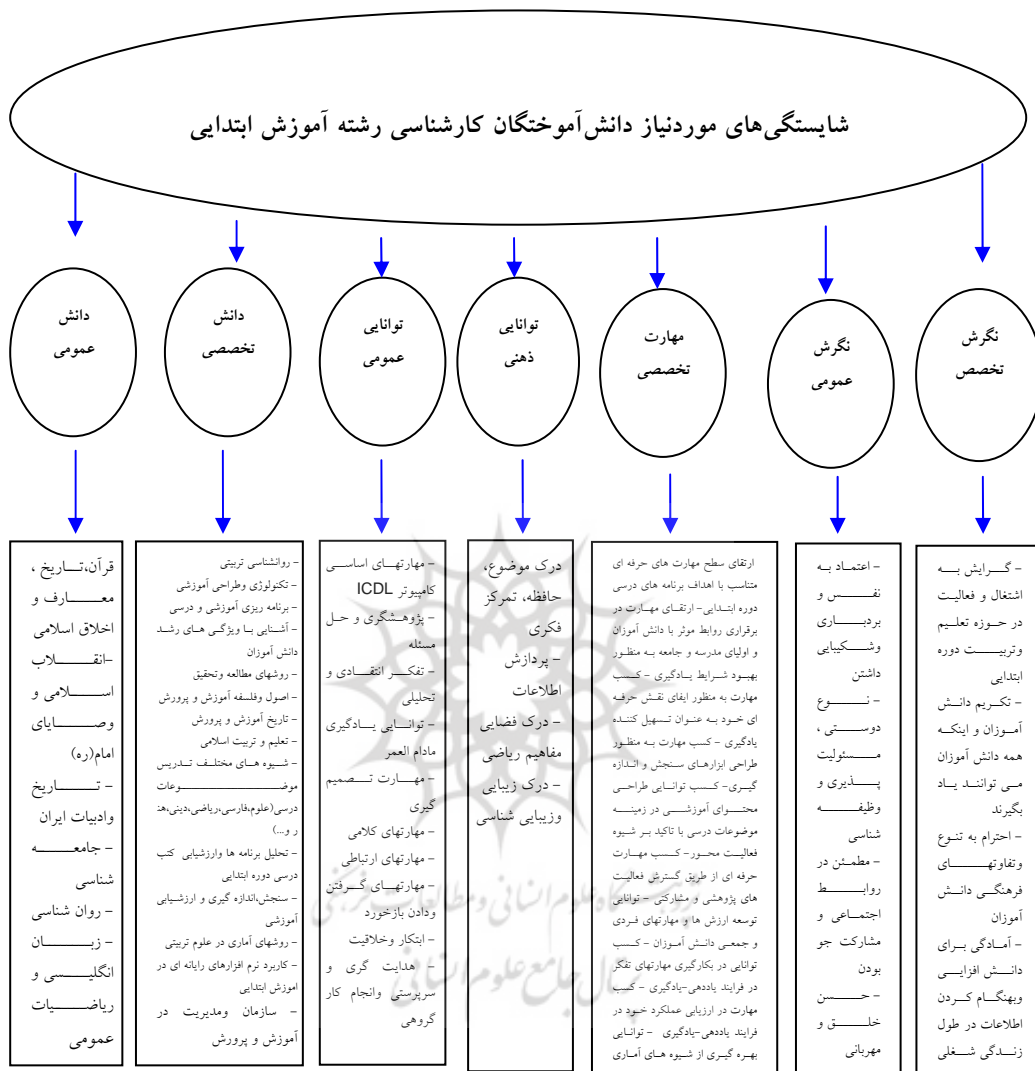 شایستگی‌های موردنیاز دانش‌آموختگان کارشناسی رشته آموزش ابتدایی
نگرش
تخصص
نگرش
عمومی
مهارت
تخصصی
توانایی
ذهنی
توانایی
عمومی
دانش
تخصصی
دانش
عمومی
- گرایش به
اشتغال و فعالیت
در حوزه تعلیم
وتربیت دوره
ابتدایی
- تکریم دانش
آموزان و اینکه
همه دانش آموزان
می توانند یاد
بگیرند
- احترام به تنوع
وتفاوتهای
فرهنگی دانش
آموزان
- آمادگی برای
دانش افزایی
وبهنگام کردن
اطلاعات در طول
زندگی شغلی
- اعتماد به
نفس و
بردباری
وشکیبایی
داشتن
- نوع
دوستی ،
مسئولیت
پذیری و
وظیفه
شناسی
- مطمئن در
روابط
اجتماعی و
مشارکت جو
بودن
- حسن
خلق و
مهربانی
ارتقای سطح مهارت های حرفه ای
متناسب با اهداف برنامه های درسی
دوره ابتدایی- ارتقای مهارت در
برقراری روابط موثر با دانش آموزان
و اولیای مدرسه و جامعه به منظور
بهبود شرایط یادگیری - کسب
مهارت به منظور ایفای نقش حرفه
ای خود به عنوان تسهیل کننده
یادگیری - کسب مهارت به منظور
طراحی ابزارهای سنجش و اندازه
گیری- کسب توانایی طراحی
محتوای آموزشی در زمینه
موضوعات درسی با تاکید بر شیوه
فعالیت محور- کسب مهارت
حرفه ای از طریق گسترش فعالیت
های پژوهشی و مشارکتی - توانایی
توسعه ارزش ها و مهارتهای فردی
و جمعی دانش آموزان - کسب
توانایی در بکارگیری مهارتهای تفکر
در فرایند یاددهی-یادگیری - کسب
مهارت در ارزیابی عملکرد خود در
فرایند یاددهی-یادگیری - توانایی
بهره گیری از شیوه های آماری
درک موضوع،
حافظه، تمرکز
فکری
- پردازش
اطلاعات
- درک فضایی
مفاهیم ریاضی
- درک زیبایی
وزیبایی شناسی
- مهارتهای اساسی
کامپیوتر ICDL
- پژوهشگری و حل
مسئله
- تفکر انتقادی و
تحلیلی
- توانایی یادگیری
مادام العمر
- مهارت تصمیم
گیری
- مهارتهای کلامی
- مهارتهای ارتباطی
- مهارتهای گرفتن
ودادن بازخورد
- ابتکار وخلاقیت
- هدایت گری و
سرپرستی وانجام کار
گروهی
- روانشناسی تربیتی
- تکنولوژی وطراحی آموزشی
- برنامه ریزی آموزشی و درسی
- آشنایی با ویژگی های رشد
دانش آموزان
- روشهای مطالعه وتحقیق
- اصول وفلسفه آموزش و پرورش
- تاریخ آموزش و پرورش
- تعلیم و تربیت اسلامی
- شیوه های مختلف تدریس
موضوعات
درسی(علوم،فارسی،ریاضی،دینی،هن
ر و...)
- تحلیل برنامه ها وارزشیابی کتب
درسی دوره ابتدایی
- سنجش،اندازه گیری و ارزشیابی
آموزشی
- روشهای آماری در علوم تربیتی
- کاربرد نرم افزارهای رایانه ای در
اموزش ابتدایی
- سازمان ومدیریت در
آموزش و پرورش
قرآن،تاریخ ،
معارف و
اخلاق اسلامی
-انقلاب
اسلامی و
وصایای
امام(ره)
- تاریخ
وادبیات ایران
- جامعه
شناسی
- روان شناسی
- زبان
انگلیسی و
ریاضیات
عمومی
پژوهشگاه علوم انسانی و مطالعات فرهنگی
پرتال جامع علوم انسانی